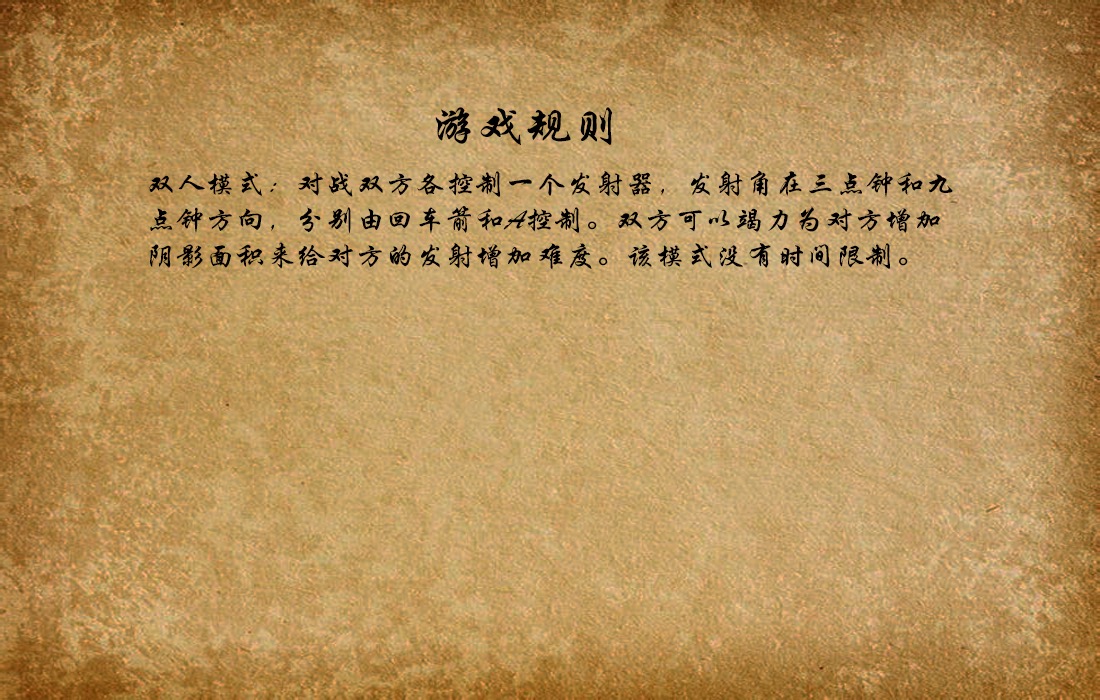 游戏规则
双人模式：对战双方各控制一个发射器，发射角在三点钟和九
点钟方向，分别由回车箭和A控制。双方可以竭力为对方增加
阴影面积来给对方的发射增加难度。该模式没有时间限制。